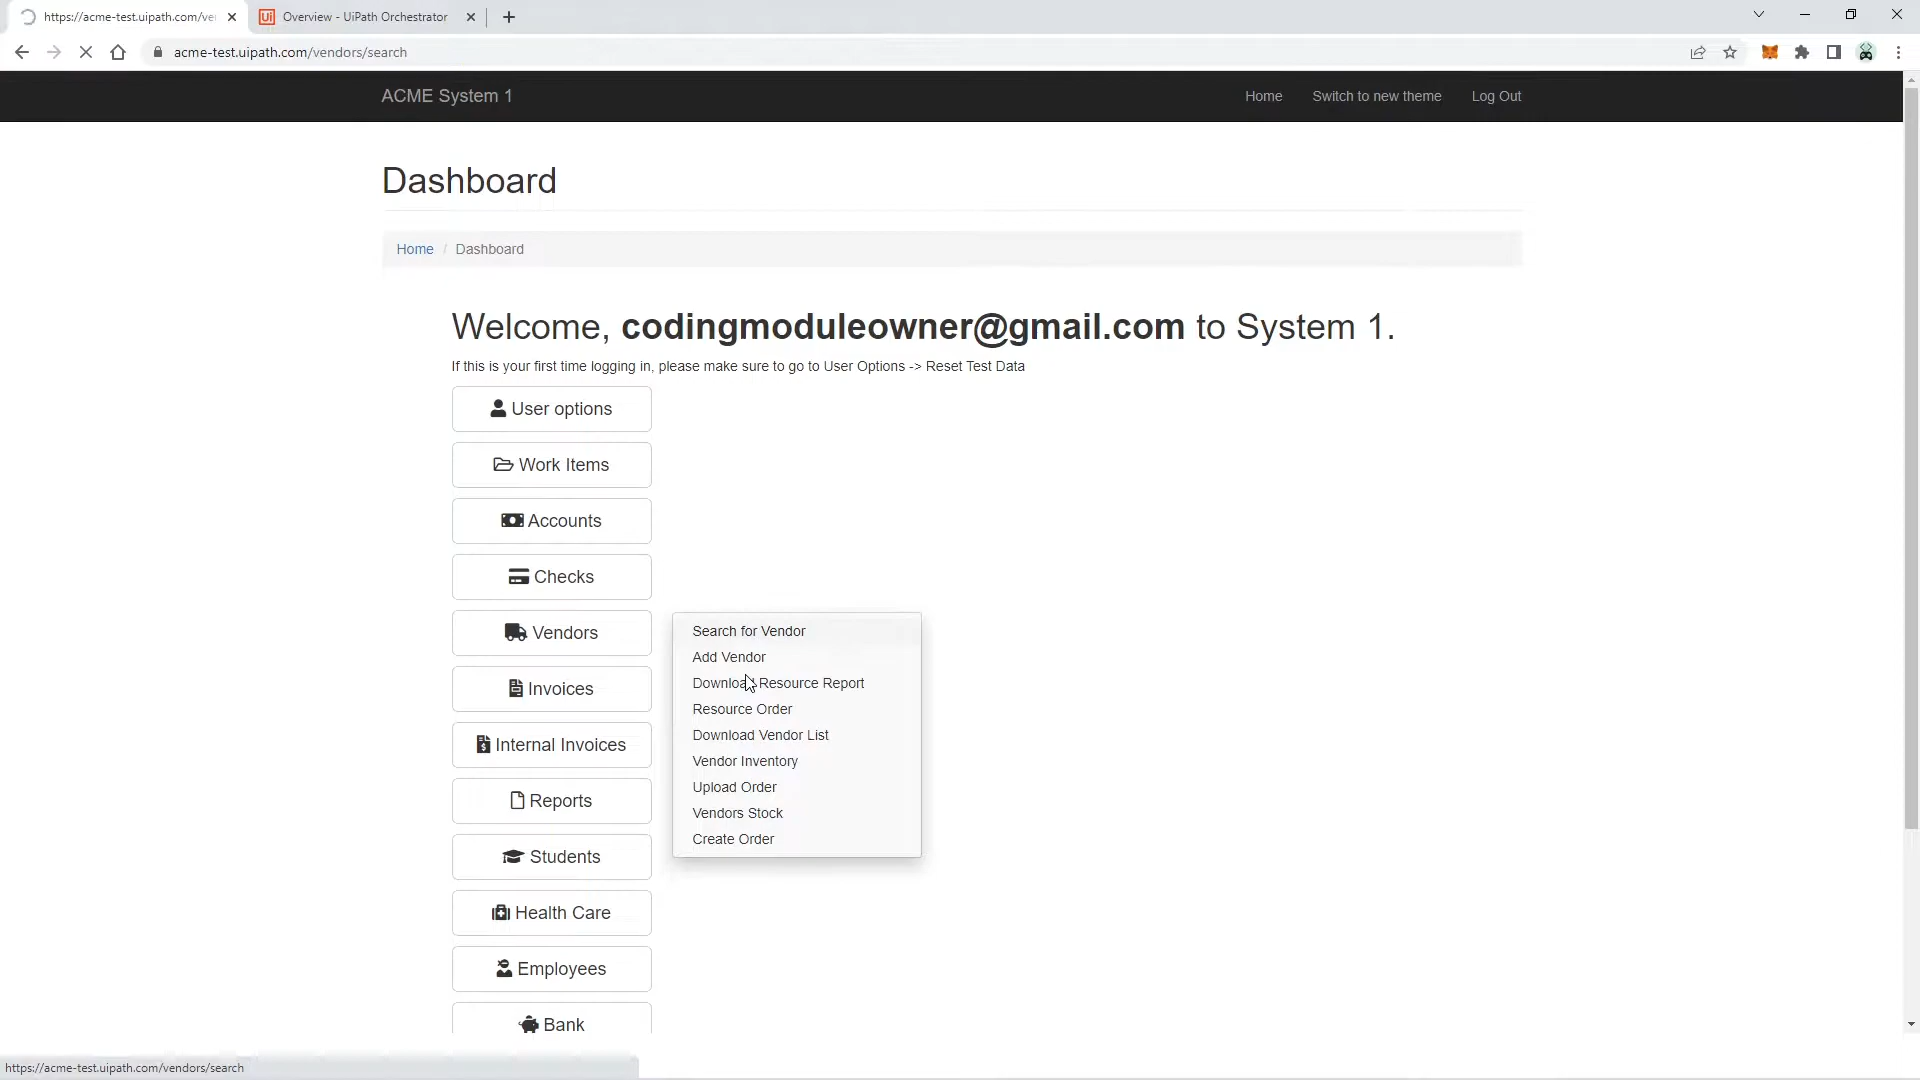 https://acme-test.uipath.com/ve
Overview - UiPath Orchestrator
acme-test.uipath.com/vendors/search
ACME System 1
Home
Switch to new theme
Log Out
Dashboard
Home / Dashboard
Welcome, codingmoduleowner@gmail.com to System 1.
If this is your first time logging in, please make sure to go to User Options -> Reset Test Data
User options
Work Items
Accounts
Checks
Vendors
Search for Vendor
Add Vendor
Download Resource Report
Resource Order
Download Vendor List
Vendor Inventory
Upload Order
Vendors Stock
Create Order
Invoices
Internal Invoices
Reports
Students
Health Care
Employees
Bank
https://acme-test.uipath.com/vendors/search